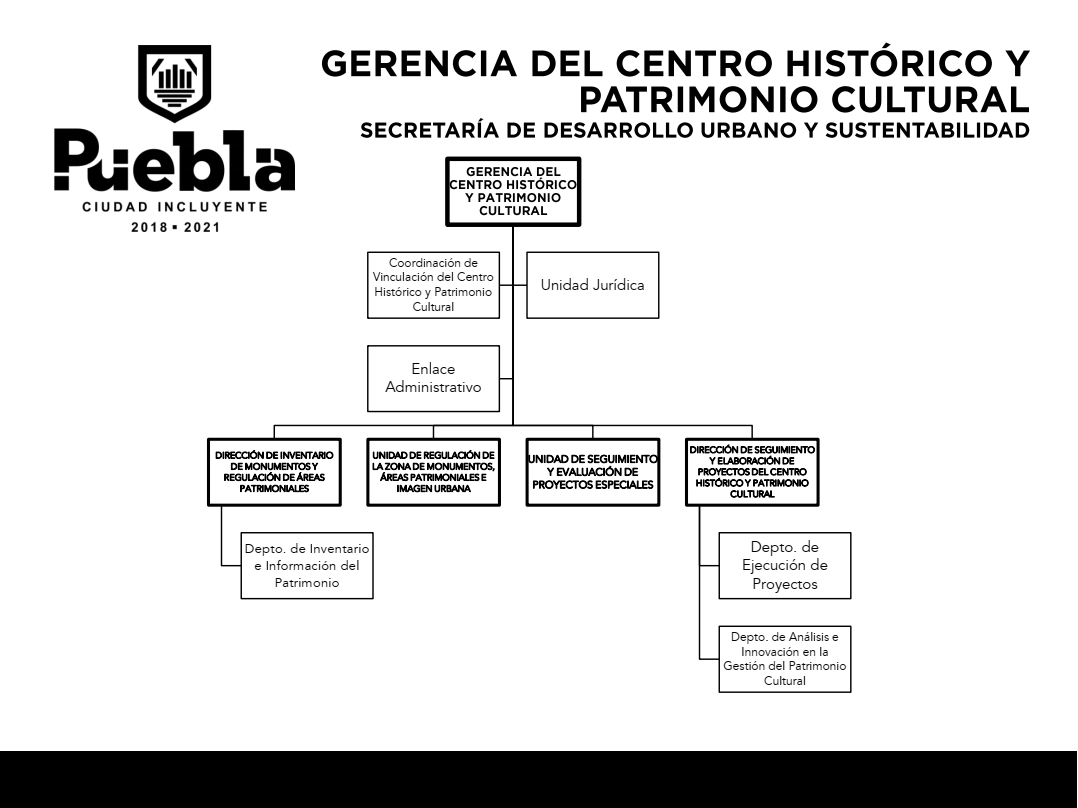 GERENCIA DEL CENTRO HISTÓRICO Y
PATRIMONIO CULTURAL
SECRETARÍA DE DESARROLLO URBANO Y SUSTENTABILIDAD
Puebla
CIUDAD INCLUYENTE
2018 ▪ 2021
GERENCIA DEL
CENTRO HISTÓRICO
Y PATRIMONIO
CULTURAL
Coordinación de
Vinculación del Centro
Histórico y Patrimonio
Cultural
Unidad Jurídica
Enlace
Administrativo
DIRECCIÓN DE INVENTARIO
DE MONUMENTOS Y
REGULACIÓN DE ÁREAS
PATRIMONIALES
UNIDAD DE REGULACIÓN DE
LA ZONA DE MONUMENTOS,
ÁREAS PATRIMONIALES E
IMAGEN URBANA
UNIDAD DE SEGUIMIENTO
Y EVALUACIÓN DE
PROYECTOS ESPECIALES
DIRECCIÓN DE SEGUIMIENTO
Y ELABORACIÓN DE
PROYECTOS DEL CENTRO
HISTÓRICO Y PATRIMONIO
CULTURAL
Depto. de Inventario
e Información del
Patrimonio
Depto. de
Ejecución de
Proyectos
Depto. de Análisis e
Innovación en la
Gestión del Patrimonio
Cultural